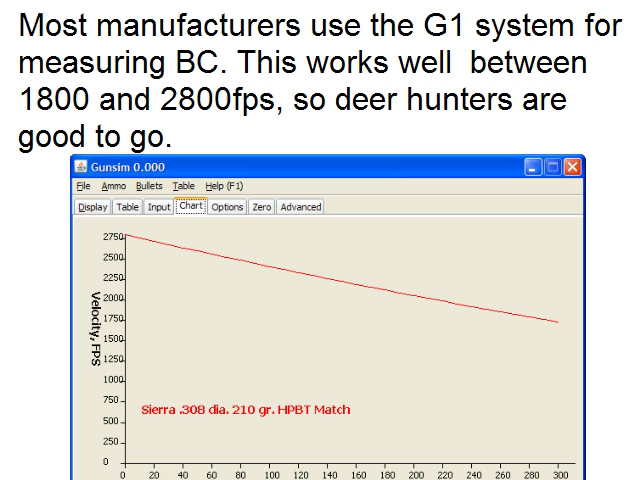 Most manufacturers use the G1 system for
measuring BC. This works well  between
1800 and 2800fps, so deer hunters are
good to go.
Gunsim 0.000
File Ammo Bullets Table Help (F1)
Display Table Input Chart Options Zero Advanced
2750
2500
2250
2000
1750
1500
1250
1000
750
500
250
0
Velocity, FPS
Sierra .308 dia. 210 gr. HPBT Match
0 20 40 60 80 100 120 140 160 180 200 220 240 260 280 300